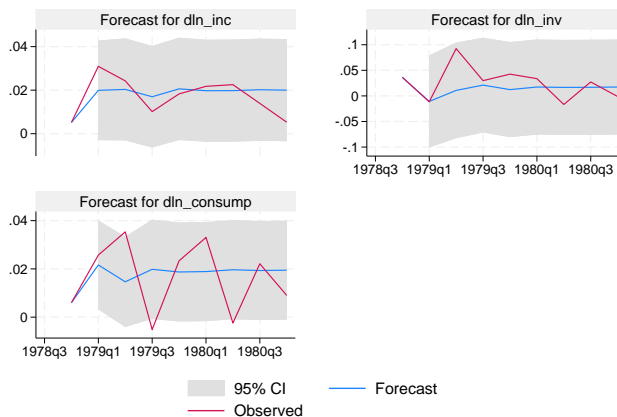 Forecast for dln_inc
.04
.02
0
Forecast for dln_inv
.1
.05
0
-.05
-.1
1978q3 1979q1 1979q3 1980q1 1980q3
Forecast for dln_consump
.04
.02
0
1978q3 1979q1 1979q3 1980q1 1980q3
95% CI Forecast
Observed